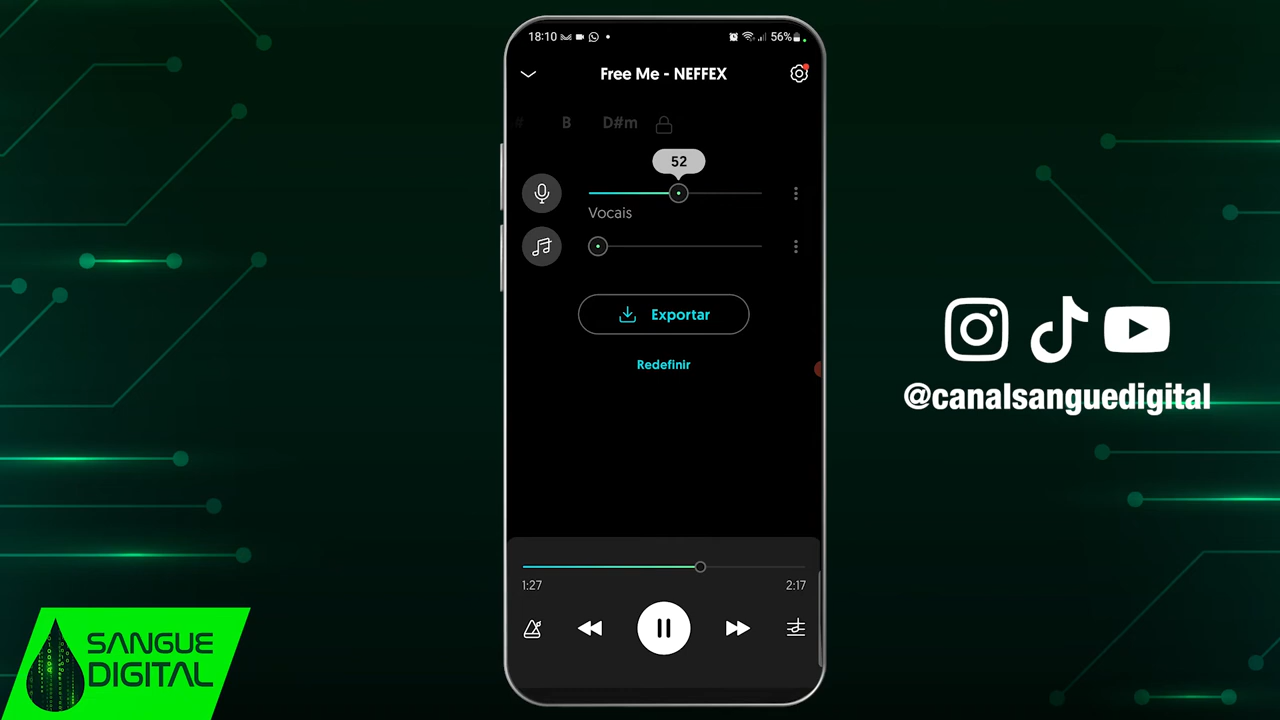 18:10
56%
Free Me - NEFFEX
#
B
D#m
52
Vocais
Exportar
Redefinir
1:27
2:17
@canalsanguedigital
SANGUE
DIGITAL